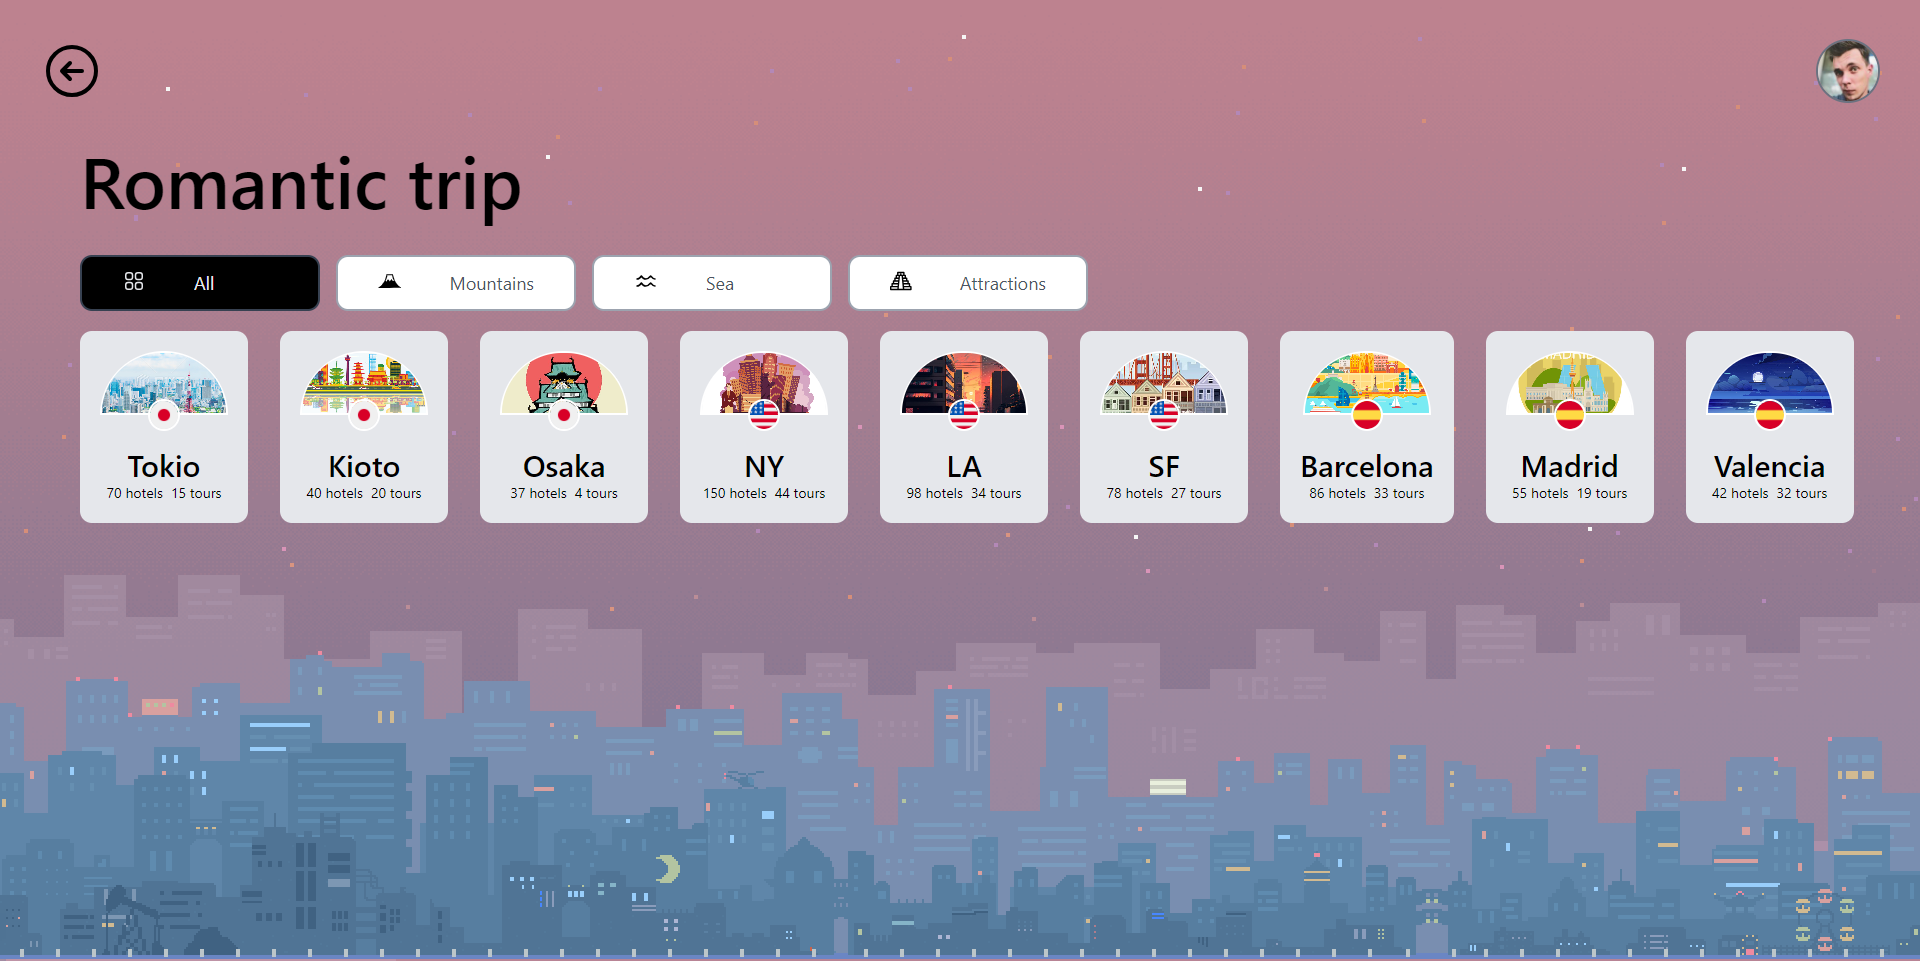 Romantic trip
All
Mountains
Sea
Attractions
Tokio
70 hotels 15 tours
Kioto
40 hotels 20 tours
Osaka
37 hotels 4 tours
NY
150 hotels 44 tours
LA
98 hotels 34 tours
SF
78 hotels 27 tours
Barcelona
86 hotels 33 tours
Madrid
55 hotels 19 tours
Valencia
42 hotels 32 tours